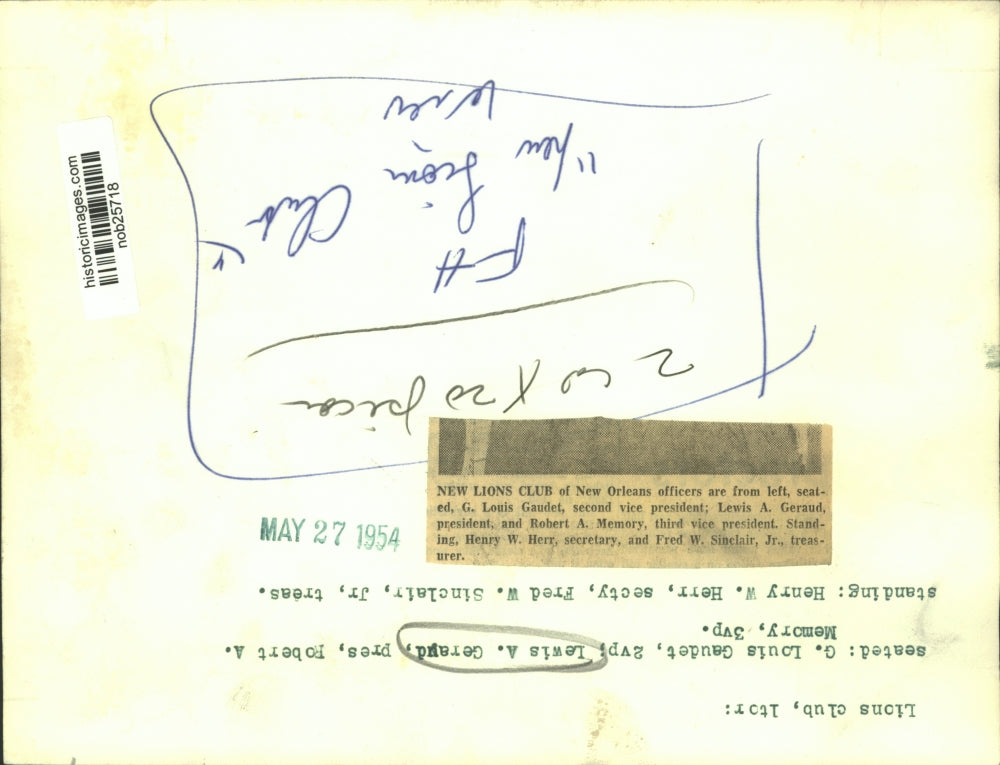 historicimages.com
nob25718
NEW LIONS CLUB of New Orleans officers are from left, seat-
ed, G. Louis Gaudet, second vice president; Lewis A. Geraud,
president, and Robert A. Memory, third vice president. Stand-
ing, Henry W. Herr, secretary, and Fred W. Sinclair, Jr., treas-
urer.
MAY 27 1954
Lions club, ltor:
seated: G. Louis Gaudet, 2vp; Lewis A. Geraud, pres, Robert A.
Memory, 3vp.
standing: Henry W. Herr, secty, Fred W. Sinclair, Jr, treas.
2 col X 20 picas
FH
Lions Club"